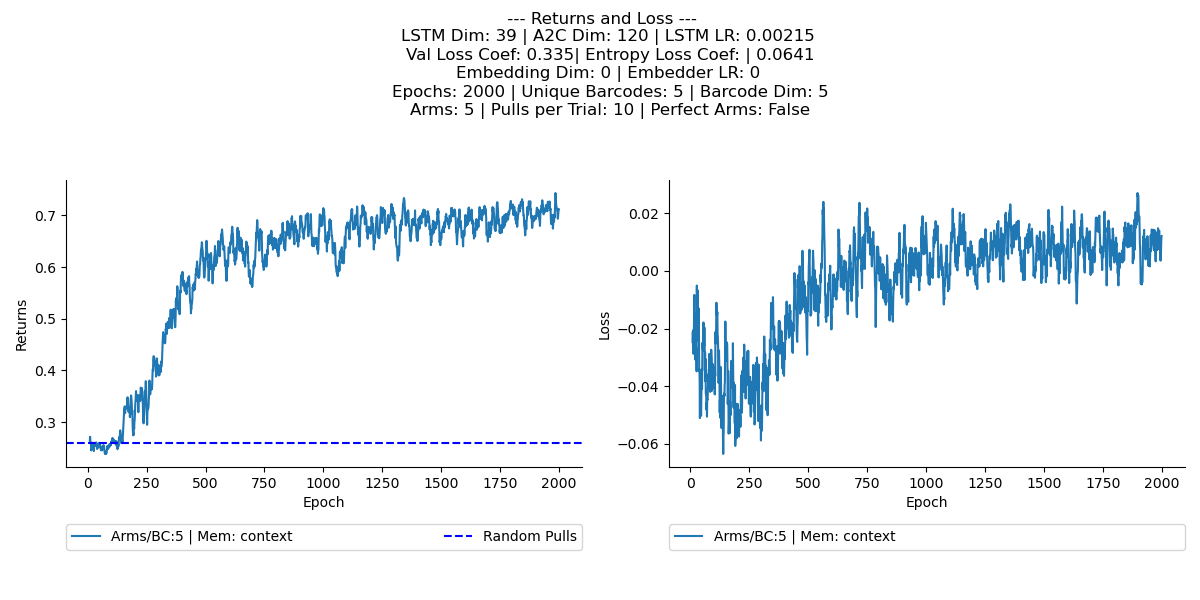 --- Returns and Loss ---
LSTM Dim: 39 | A2C Dim: 120 | LSTM LR: 0.00215
Val Loss Coef: 0.335| Entropy Loss Coef: | 0.0641
Embedding Dim: 0 | Embedder LR: 0
Epochs: 2000 | Unique Barcodes: 5 | Barcode Dim: 5
Arms: 5 | Pulls per Trial: 10 | Perfect Arms: False
Returns
0.7
0.6
0.5
0.4
0.3
0 250 500 750 1000 1250 1500 1750 2000
Epoch
Arms/BC:5 | Mem: context
Random Pulls
Loss
0.02
0.00
−0.02
−0.04
−0.06
0 250 500 750 1000 1250 1500 1750 2000
Epoch
Arms/BC:5 | Mem: context